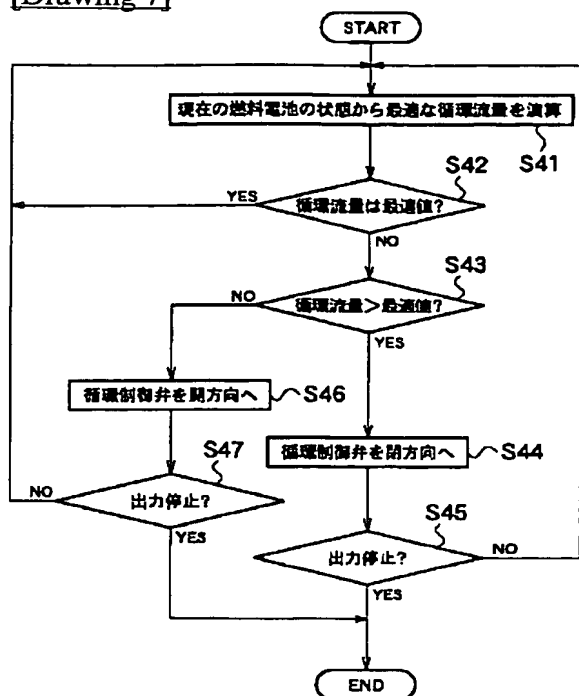 [Drawing 7]
START
現在の燃料電池の状態から最適な循環流量を演算
S41
S42
YES
循環流量は最適値?
NO
S43
NO
循環流量>最適値?
YES
循環制御弁を開方向へ
S46
循環制御弁を閉方向へ
S44
S47
NO
出力停止?
YES
S45
出力停止?
NO
YES
END